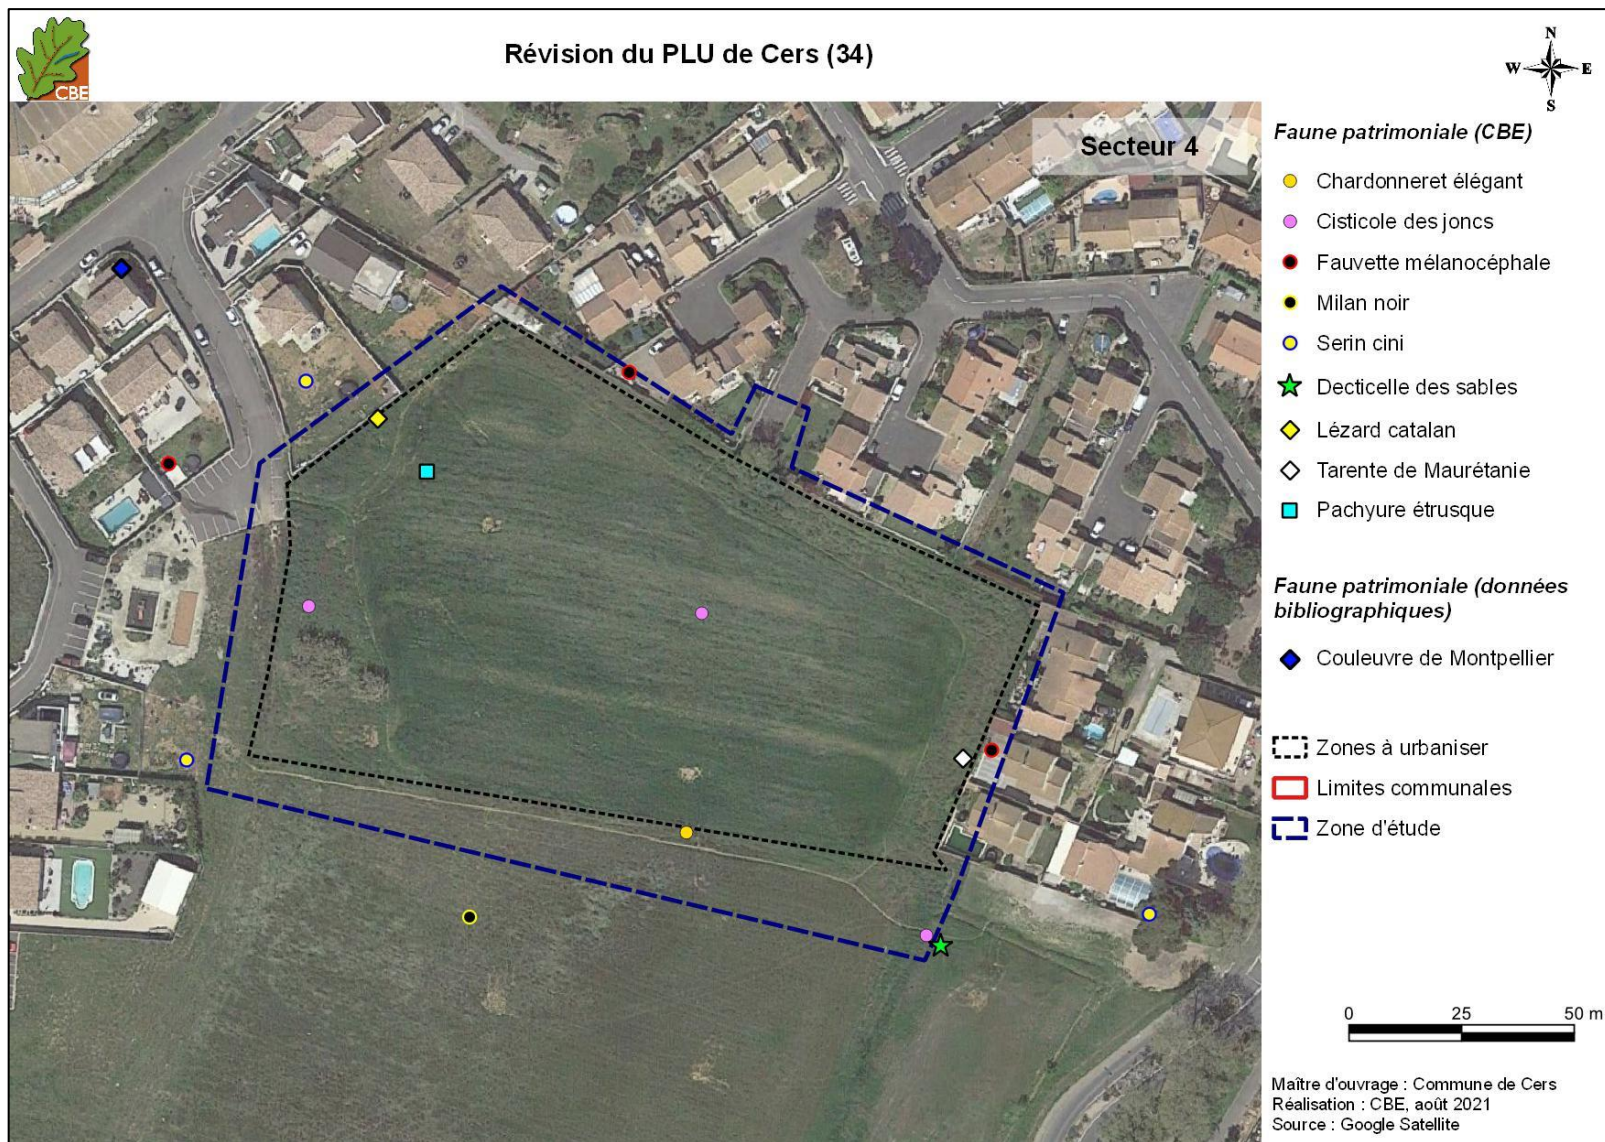 CBE
Révision du PLU de Cers (34)
N
W
E
S
Secteur 4
Faune patrimoniale (CBE)
Chardonneret élégant
Cisticole des joncs
Fauvette mélanocéphale
Milan noir
Serin cini
Decticelle des sables
Lézard catalan
Tarente de Maurétanie
Pachyure étrusque
Faune patrimoniale (données
bibliographiques)
Couleuvre de Montpellier
Zones à urbaniser
Limites communales
Zone d'étude
0 25 50 m
Maître d'ouvrage : Commune de Cers
Réalisation : CBE, août 2021
Source : Google Satellite